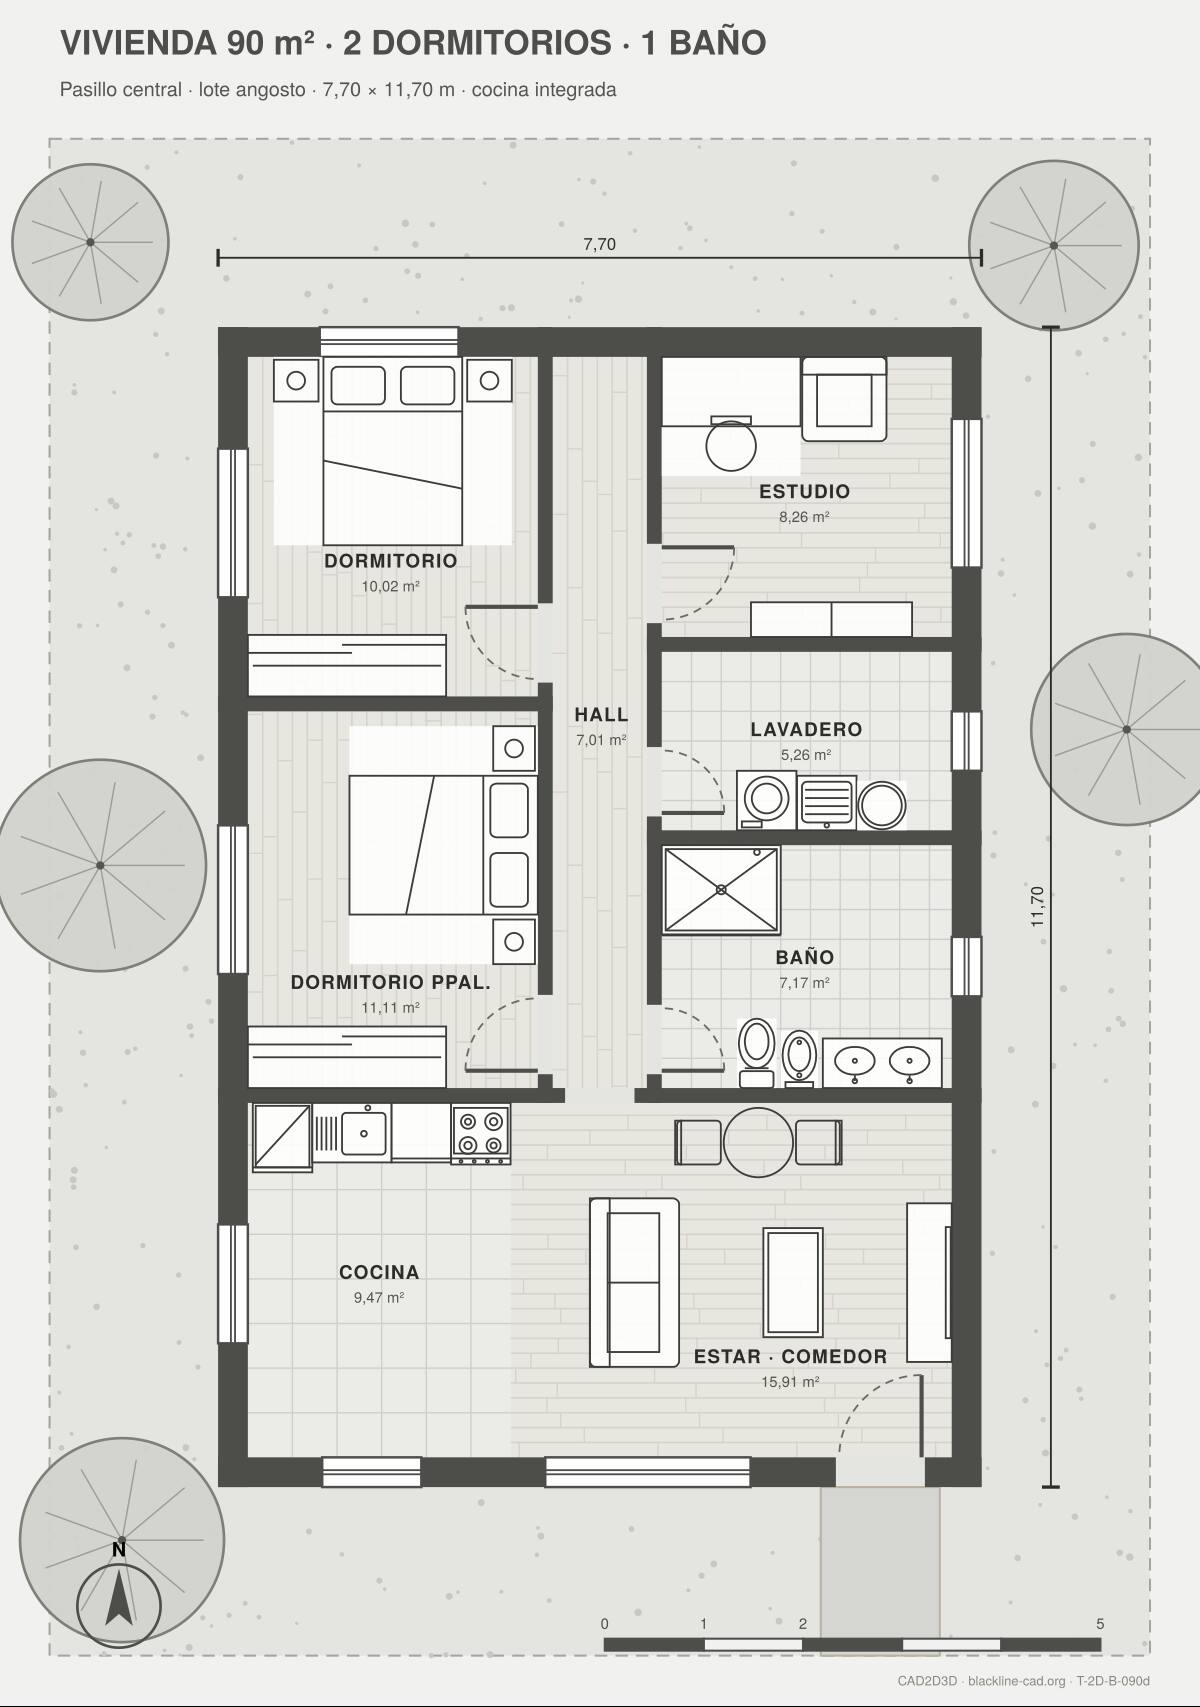 VIVIENDA 90 m² · 2 DORMITORIOS · 1 BAÑO
Pasillo central · lote angosto · 7,70 × 11,70 m · cocina integrada
7,70
ESTUDIO
8,26 m²
DORMITORIO
10,02 m²
HALL
7,01 m²
LAVADERO
5,26 m²
11,70
BAÑO
7,17 m²
DORMITORIO PPAL.
11,11 m²
COCINA
9,47 m²
ESTAR · COMEDOR
15,91 m²
N
0 1 2 5
CAD2D3D · blackline-cad.org · T-2D-B-090d